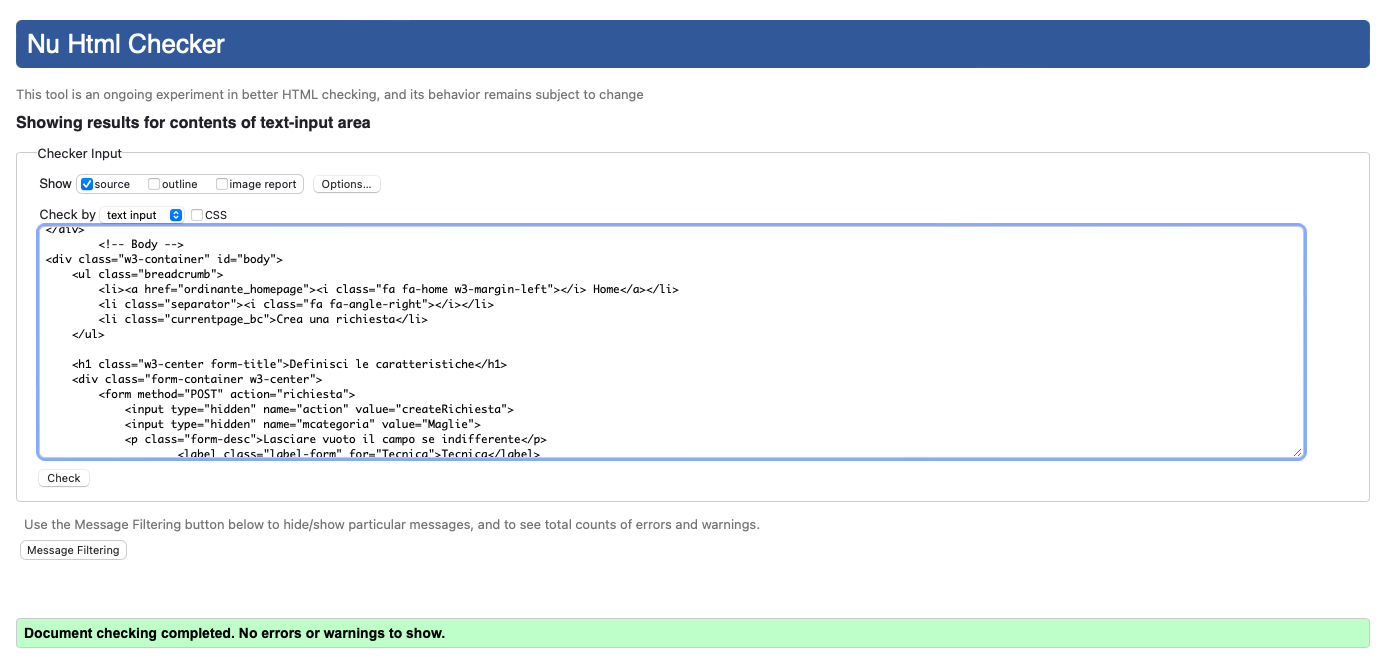 Nu Html Checker
This tool is an ongoing experiment in better HTML checking, and its behavior remains subject to change
Showing results for contents of text-input area
Checker Input
Show source outline image report Options...
Check by text input CSS
</div>
<!-- Body -->
<div class="w3-container" id="body">
<ul class="breadcrumb">
<li><a href="ordinante_homepage"><i class="fa fa-home w3-margin-left"></i> Home</a></li>
<li class="separator"><i class="fa fa-angle-right"></i></li>
<li class="currentpage_bc">Crea una richiesta</li>
</ul>
<h1 class="w3-center form-title">Definisci le caratteristiche</h1>
<div class="form-container w3-center">
<form method="POST" action="richiesta">
<input type="hidden" name="action" value="createRichiesta">
<input type="hidden" name="mcategoria" value="Maglie">
<p class="form-desc">Lasciare vuoto il campo se indifferente</p>
<label class="label-form" for="Tecnica">Tecnica</label>
Check
Use the Message Filtering button below to hide/show particular messages, and to see total counts of errors and warnings.
Message Filtering
Document checking completed. No errors or warnings to show.